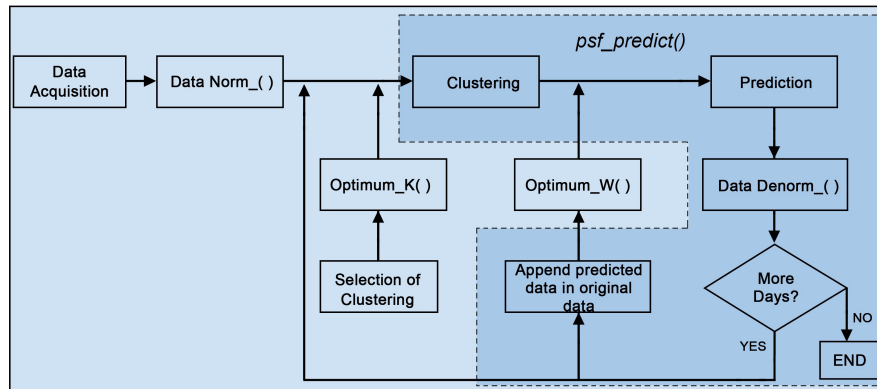 psf_predict()
Data
Acquisition
Data Norm_( )
Clustering
Prediction
Optimum_K( )
Optimum_W( )
Data Denorm_( )
Selection of
Clustering
Append predicted
data in original
data
More
Days?
NO
YES
END